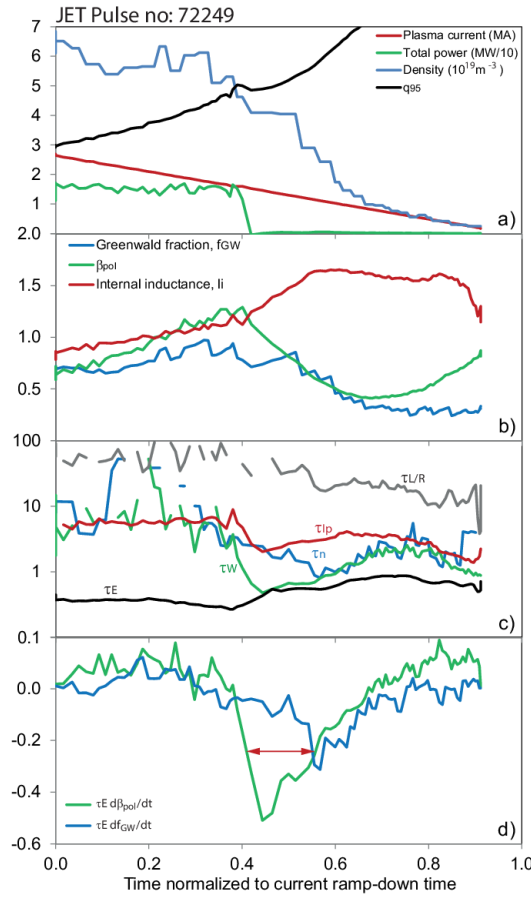 JET Pulse no: 72249
7
6
5
4
3
2
1
Plasma current (MA)
Total power (MW/10)
Density (10¹⁹m⁻³)
q95
a)
2.0
1.5
1.0
0.5
Greenwald fraction, fGW
βpol
Internal inductance, li
b)
100
10
1
τL/R
τIp
τn
τW
τE
c)
0.1
0.0
-0.2
-0.4
-0.6
τE dβpol/dt
τE dfGW/dt
d)
0.0 0.2 0.4 0.6 0.8 1.0
Time normalized to current ramp-down time